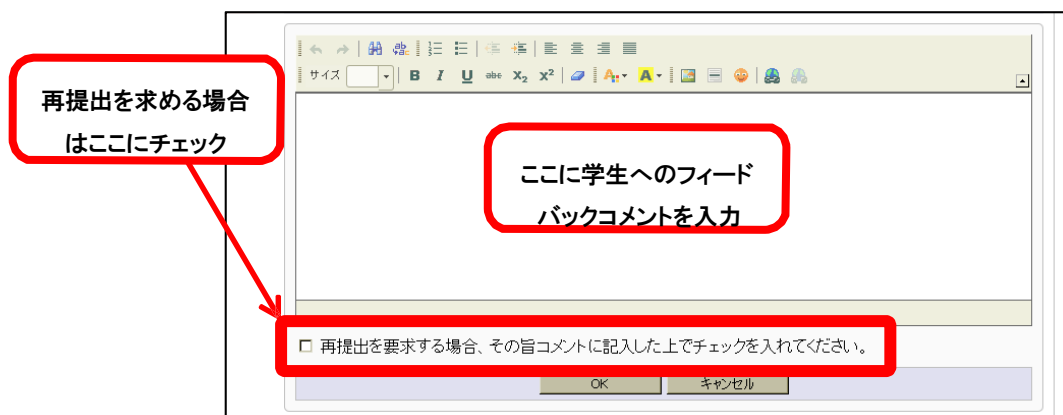 サイズ
B I U abc X₂ X²
再提出を求める場合
はここにチェック
ここに学生へのフィード
バックコメントを入力
再提出を要求する場合、その旨コメントに記入した上でチェックを入れてください。
OK キャンセル